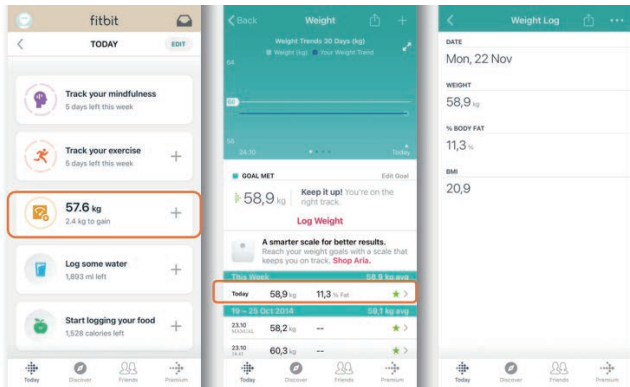 fitbit
TODAY
EDIT
Track your mindfulness
5 days left this week
Track your exercise
5 days left this week
57.6 kg
2.4 kg to gain
Log some water
1,893 ml left
Start logging your food
1,528 calories left
Today Discover Friends Premium
Back Weight
Weight Trends 30 Days (kg)
Weight (kg) Your Weight Trend
64
60
56
24.10 Today
GOAL MET Edit Goal
58,9 kg
Keep it up! You're on the
right track.
Log Weight
A smarter scale for better results.
Reach your weight goals with a scale that
keeps you on track. Shop Aria.
This Week 58.9 kg avg
Today 58,9 kg 11,3 % Fat
19 – 25 Oct 2014 59.1 kg avg
23.10 58,2 kg --
MANUAL
23.10 60,3 kg --
Today Discover Friends Premium
Weight Log
DATE
Mon, 22 Nov
WEIGHT
58,9 kg
% BODY FAT
11,3 %
BMI
20,9
Today Discover Friends Premium